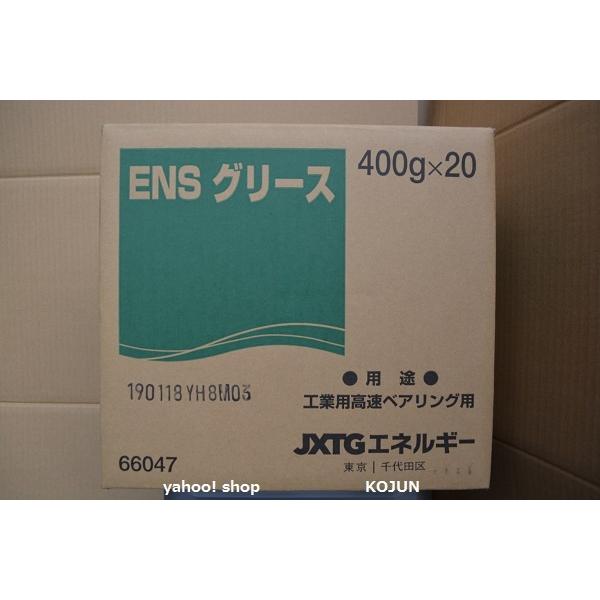 ENS グリース
400g×20
●用途●
工業用高速ベアリング用
190118YH8M03
JXTGエネルギー
66047
東京|千代田区
yahoo! shop
KOJUN